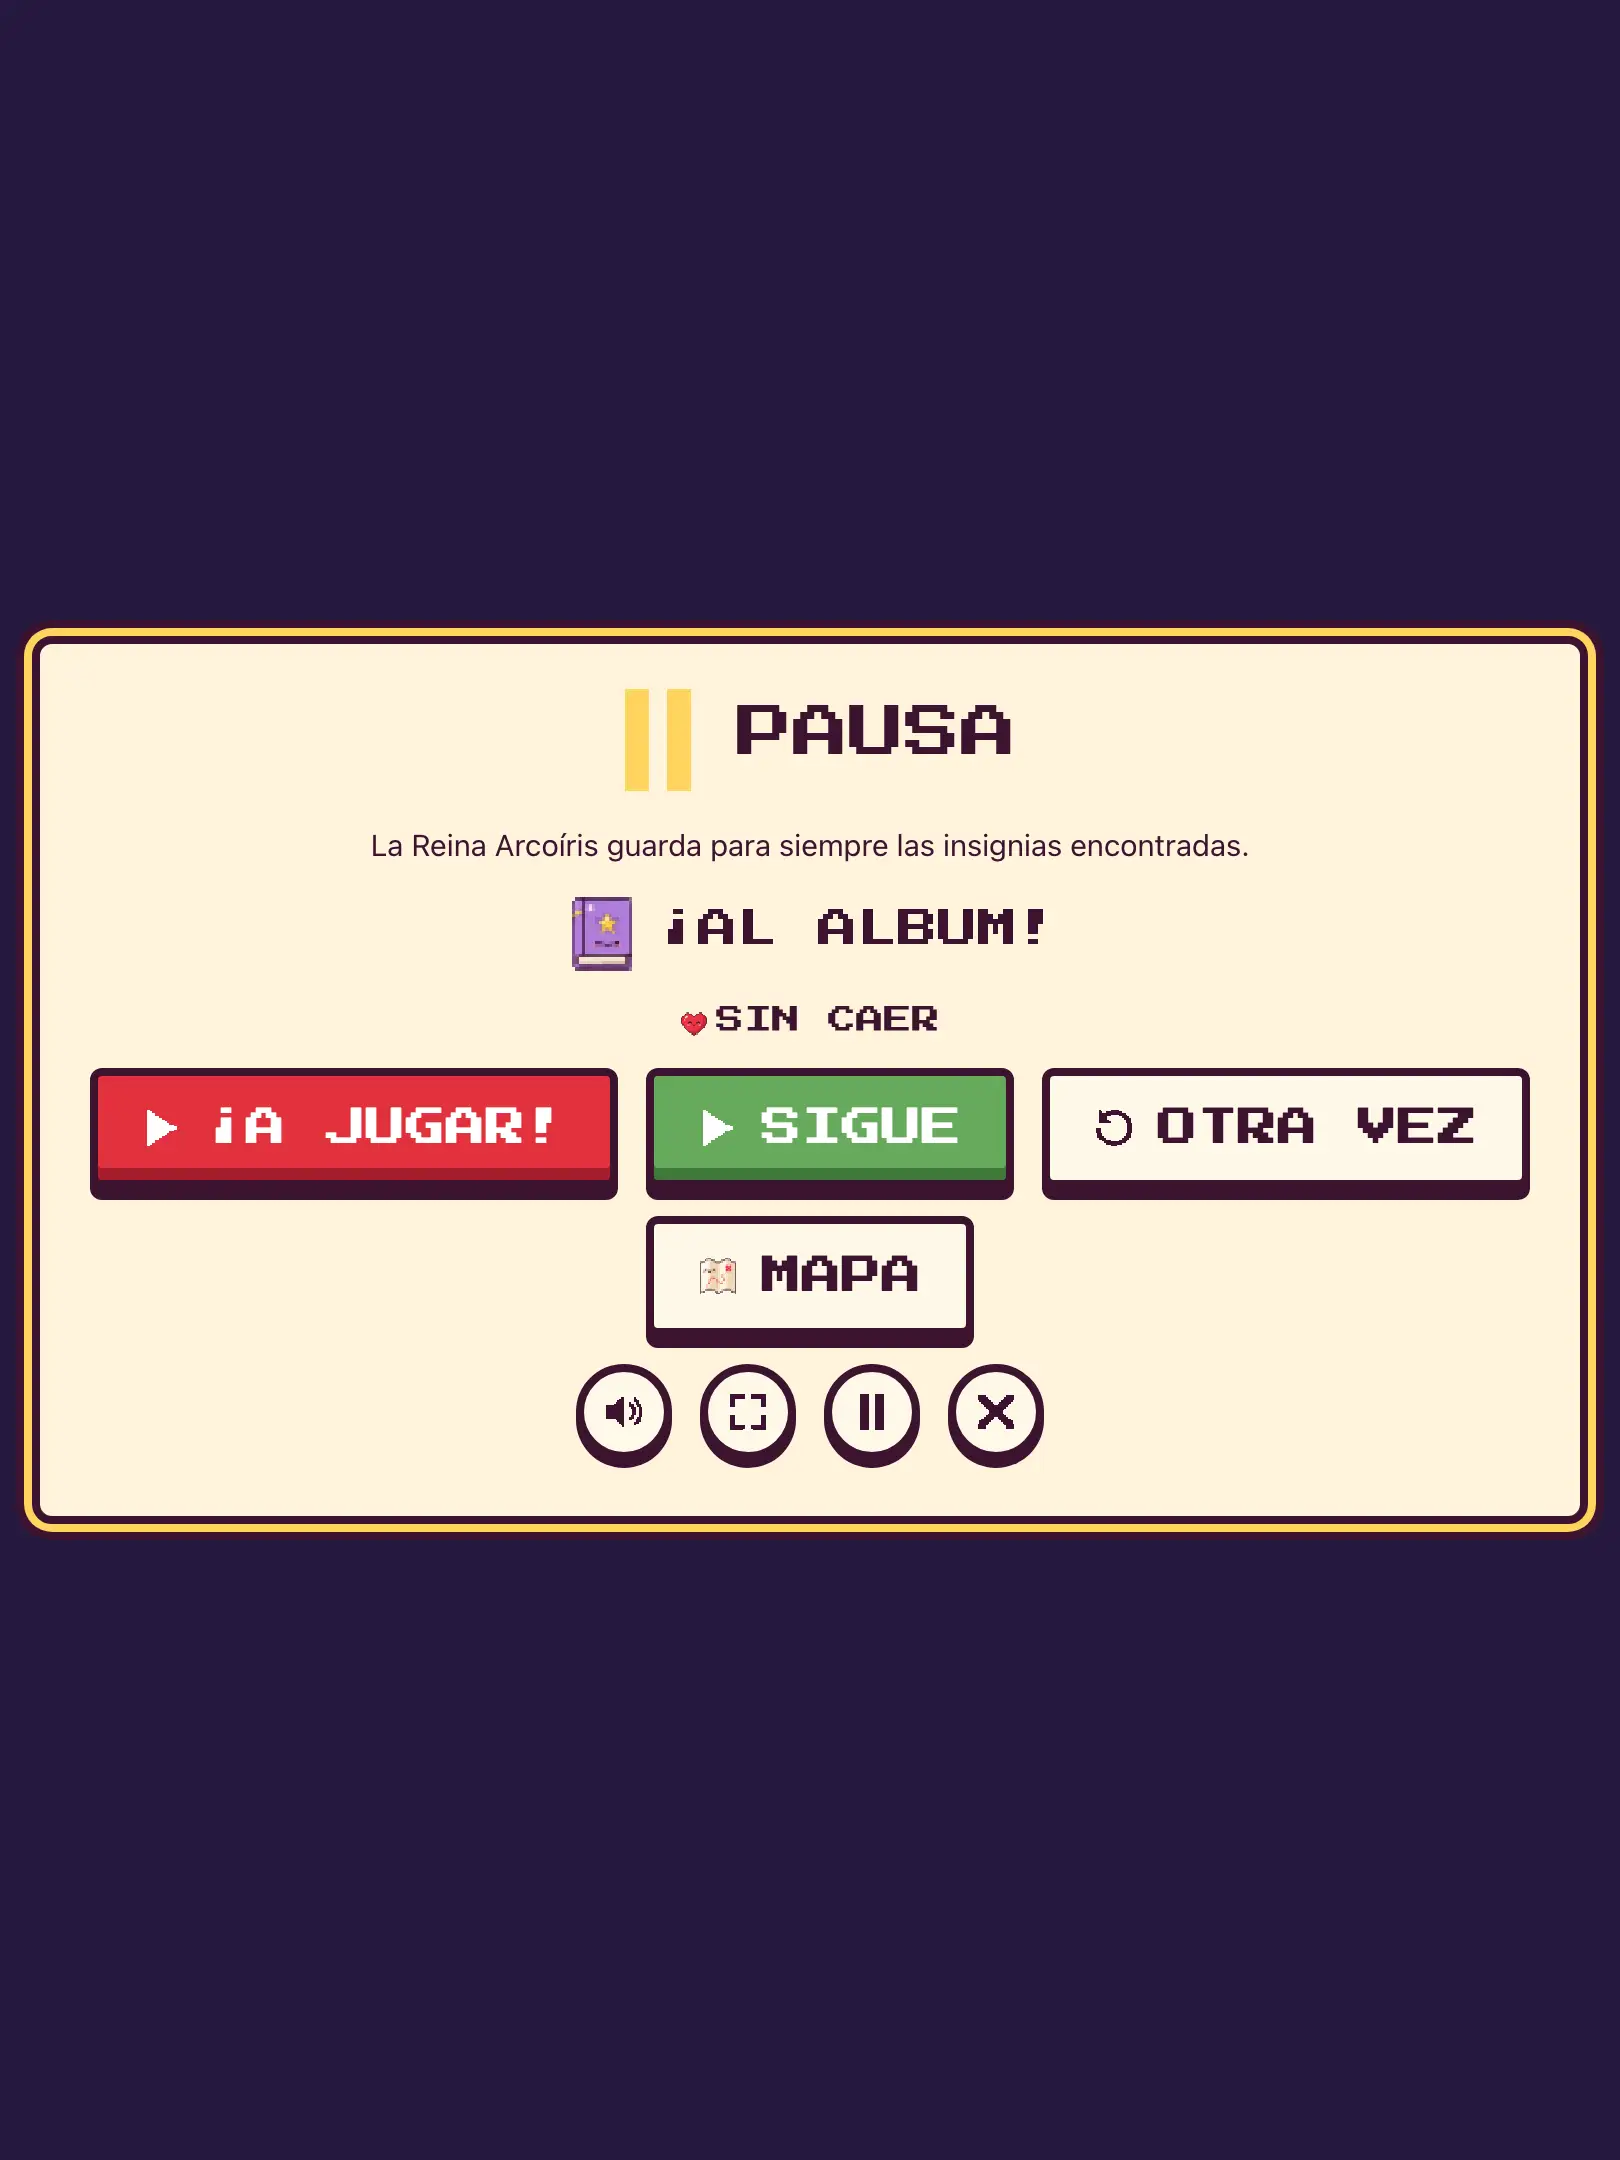 PAUSA
La Reina Arcoíris guarda para siempre las insignias encontradas.
¡AL ALBUM!
SIN CAER
¡A JUGAR!
SIGUE
OTRA VEZ
MAPA